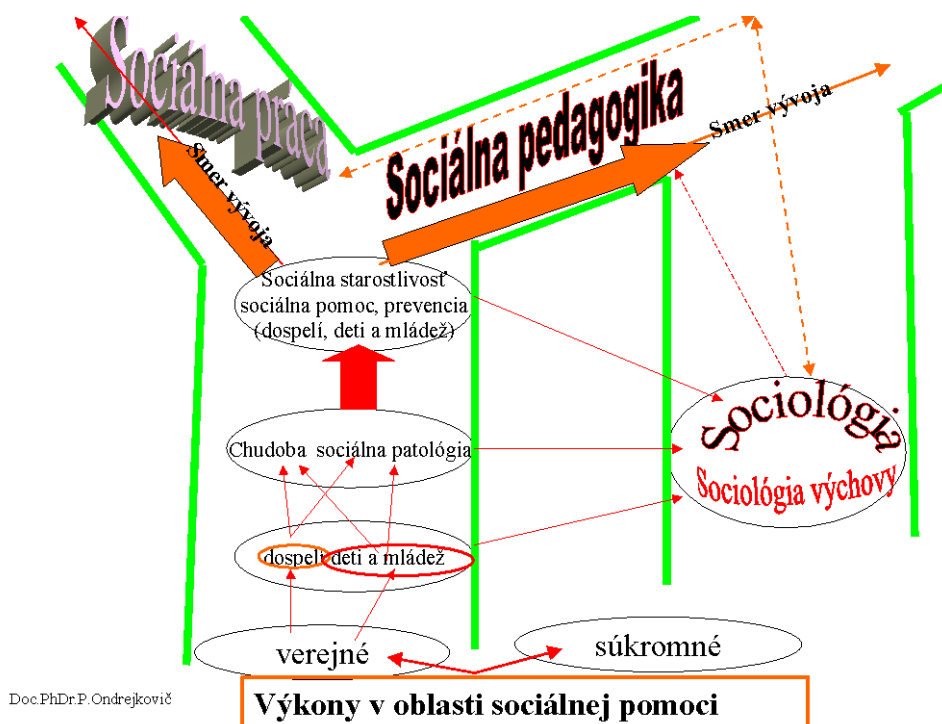 Sociálna práca
Sociálna pedagogika
Smer vývoja
Smer vývoja
Sociálna starostlivosť
sociálna pomoc, prevencia
(dospelí, deti a mládež)
Sociológia
Sociológia výchovy
Chudoba sociálna patológia
dospelí deti a mládež
verejné
súkromné
Doc.PhDr.P.Ondrejkovič
Výkony v oblasti sociálnej pomoci